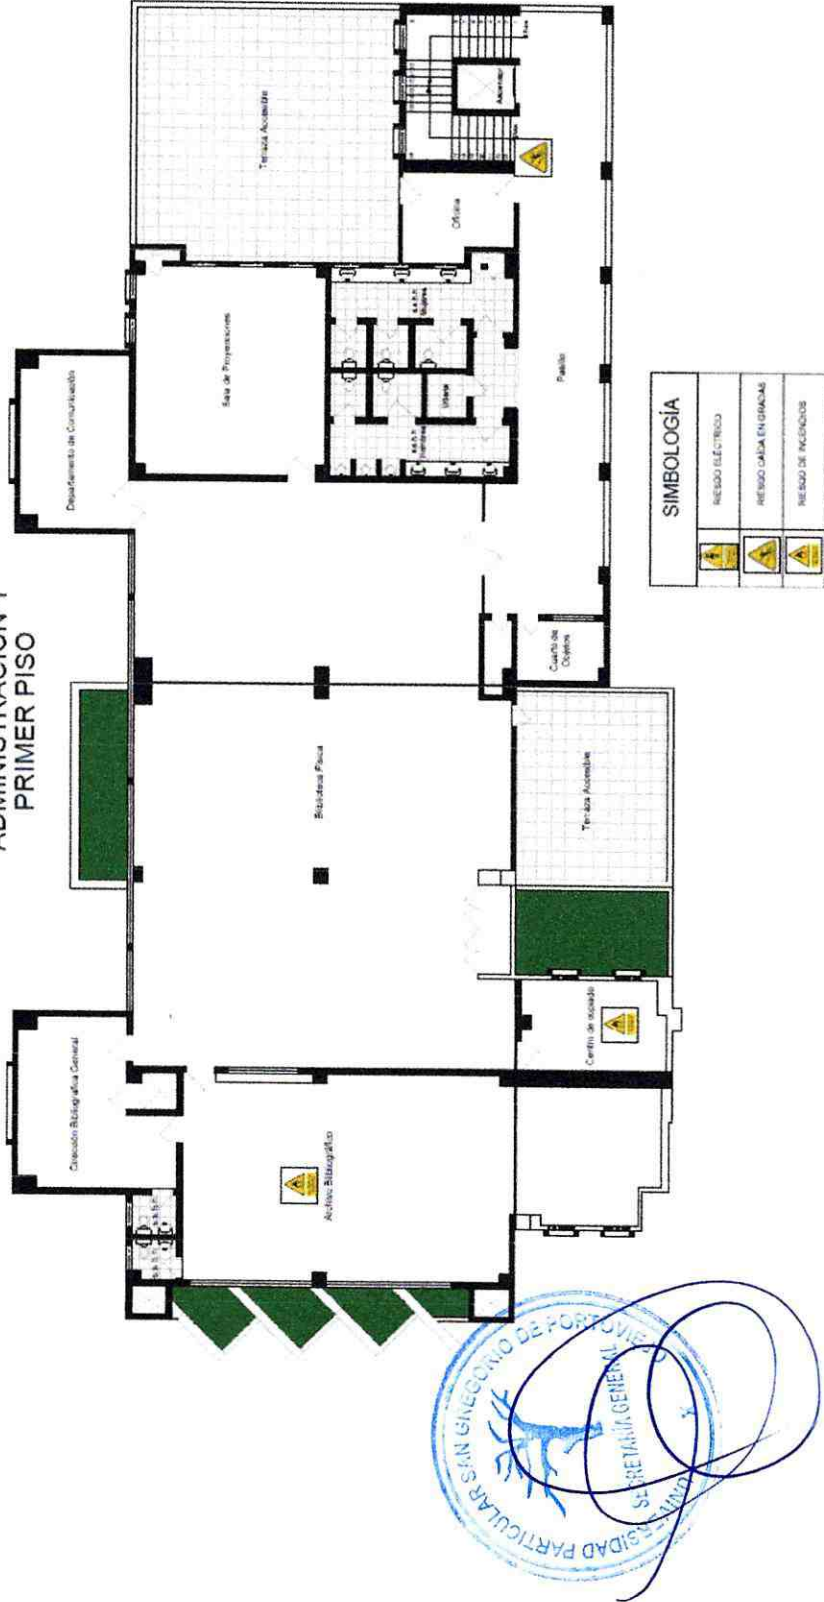 ADMINISTRACIÓN Y
PRIMER PISO
Dirección Bibliográfica General
Departamento de Comunicación
s.s.h.h
s.s.h.h
Archivo Bibliográfico
Biblioteca Física
Sala de Proyecciones
Terraza Accesible
s.s.h.h
Hombres
Urinario
s.s.h.h
Mujeres
Oficina
Ascensor
Centro de copiado
Terraza Accesible
Cuarto de
Objetos
Pasillo
SIMBOLOGÍA
RIESGO ELÉCTRICO
RIESGO CAÍDA EN GRADAS
RIESGO DE INCENDIOS
UNIVERSIDAD PARTICULAR SAN GREGORIO DE PORTOVIEJO
SECRETARÍA GENERAL